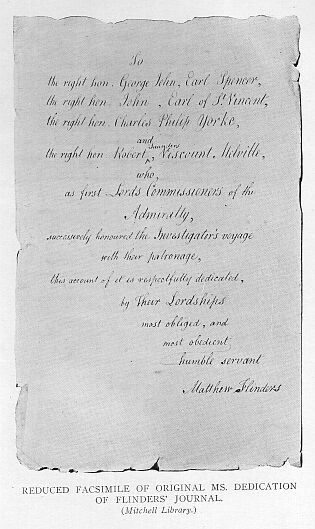 To
the right hon. George John, Earl Spencer,
the right hon. John, Earl of St. Vincent,
the right hon. Charles Philip Yorke,
and
the right hon. Robert Saunders Viscount Melville,
who,
as first Lords Commissioners of the
Admiralty,
successively honoured the Investigator's voyage
with their patronage,
this account of it is respectfully dedicated,
by Their Lordships
most obliged, and
most obedient
humble servant
Matthew Flinders
REDUCED FACSIMILE OF ORIGINAL MS. DEDICATION
OF FLINDERS' JOURNAL.
(Mitchell Library.)